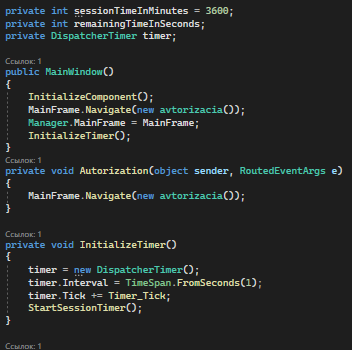 private int sessionTimeInMinutes = 3600;
private int remainingTimeInSeconds;
private DispatcherTimer timer;
Ссылок: 1
public MainWindow()
{
InitializeComponent();
MainFrame.Navigate(new avtorizacia());
Manager.MainFrame = MainFrame;
InitializeTimer();
}
Ссылок: 1
private void Autorization(object sender, RoutedEventArgs e)
{
MainFrame.Navigate(new avtorizacia());
}
Ссылок: 1
private void InitializeTimer()
{
timer = new DispatcherTimer();
timer.Interval = TimeSpan.FromSeconds(1);
timer.Tick += Timer_Tick;
StartSessionTimer();
}
Ссылок: 1